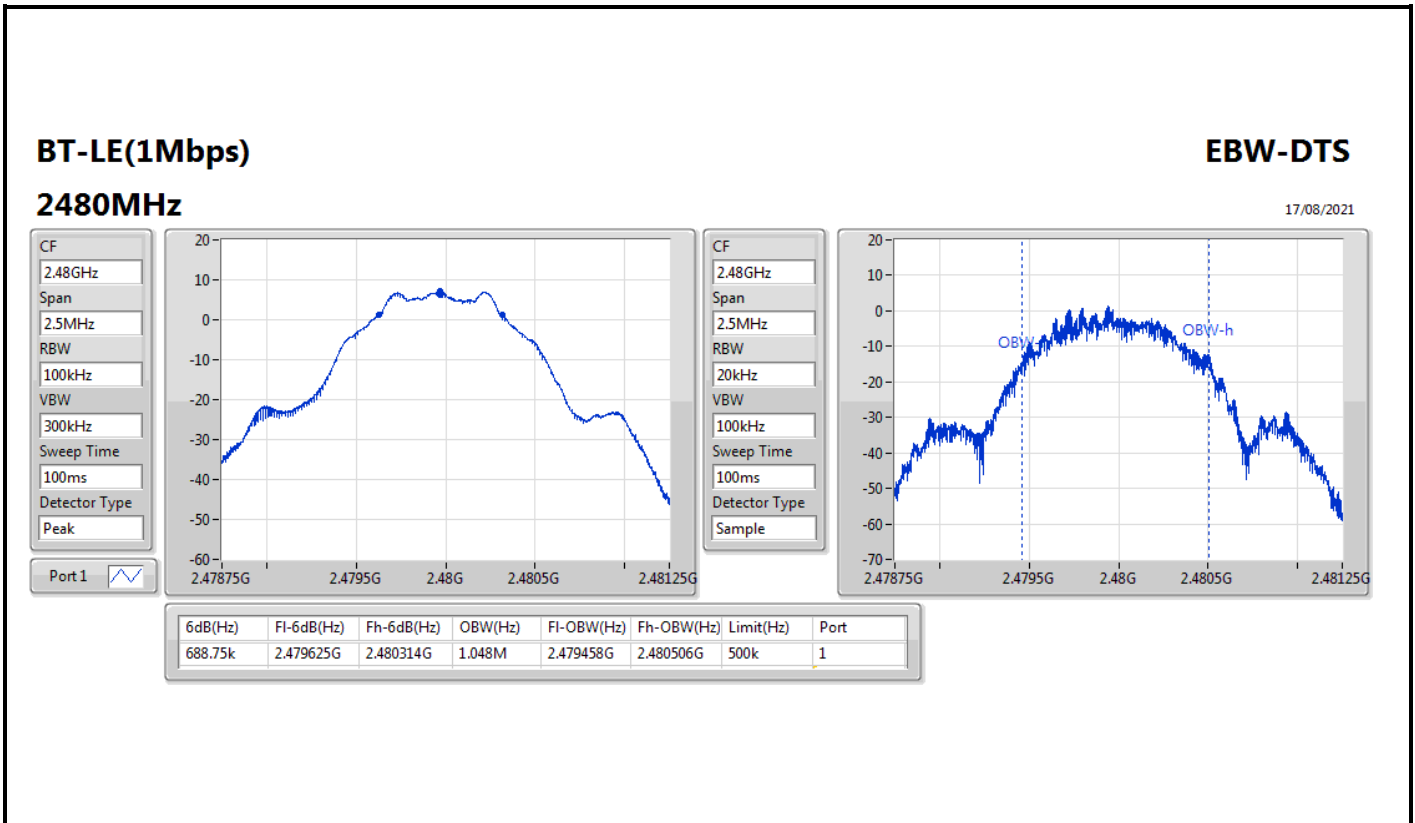 BT-LE(1Mbps)
EBW-DTS
2480MHz
17/08/2021
CF
2.48GHz
Span
2.5MHz
RBW
100kHz
VBW
300kHz
Sweep Time
100ms
Detector Type
Peak
Port 1
20
10
0
-10
-20
-30
-40
-50
-60
2.47875G 2.4795G 2.48G 2.4805G 2.48125G
CF
2.48GHz
Span
2.5MHz
RBW
20kHz
VBW
100kHz
Sweep Time
100ms
Detector Type
Sample
20
10
0
-10
-20
-30
-40
-50
-60
-70
OBW-h
2.47875G 2.4795G 2.48G 2.4805G 2.48125G
6dB(Hz) Fl-6dB(Hz) Fh-6dB(Hz) OBW(Hz) Fl-OBW(Hz) Fh-OBW(Hz) Limit(Hz) Port
688.75k 2.479625G 2.480314G 1.048M 2.479458G 2.480506G 500k 1